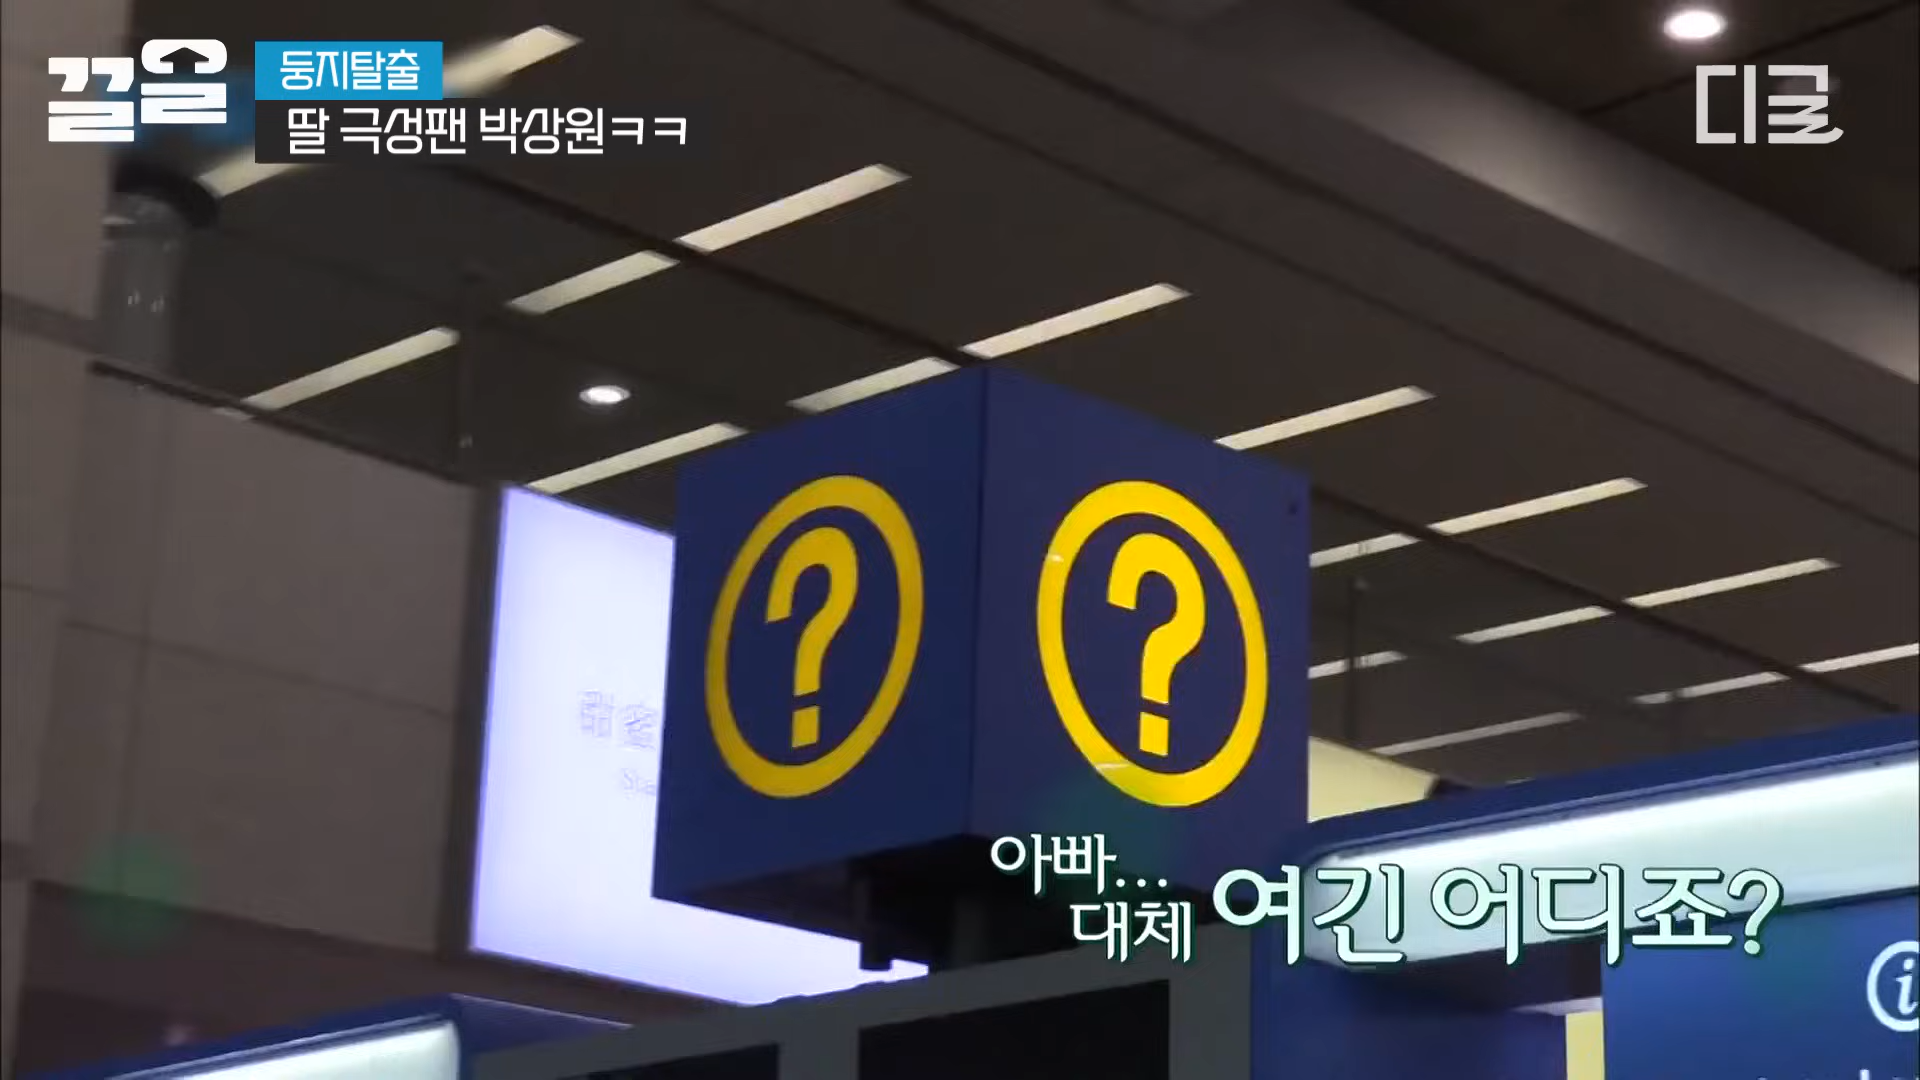 끌올
둥지탈출
딸 극성팬 박상원ㅋㅋ
디글
?
?
아빠...
대체 여긴 어디죠?
i